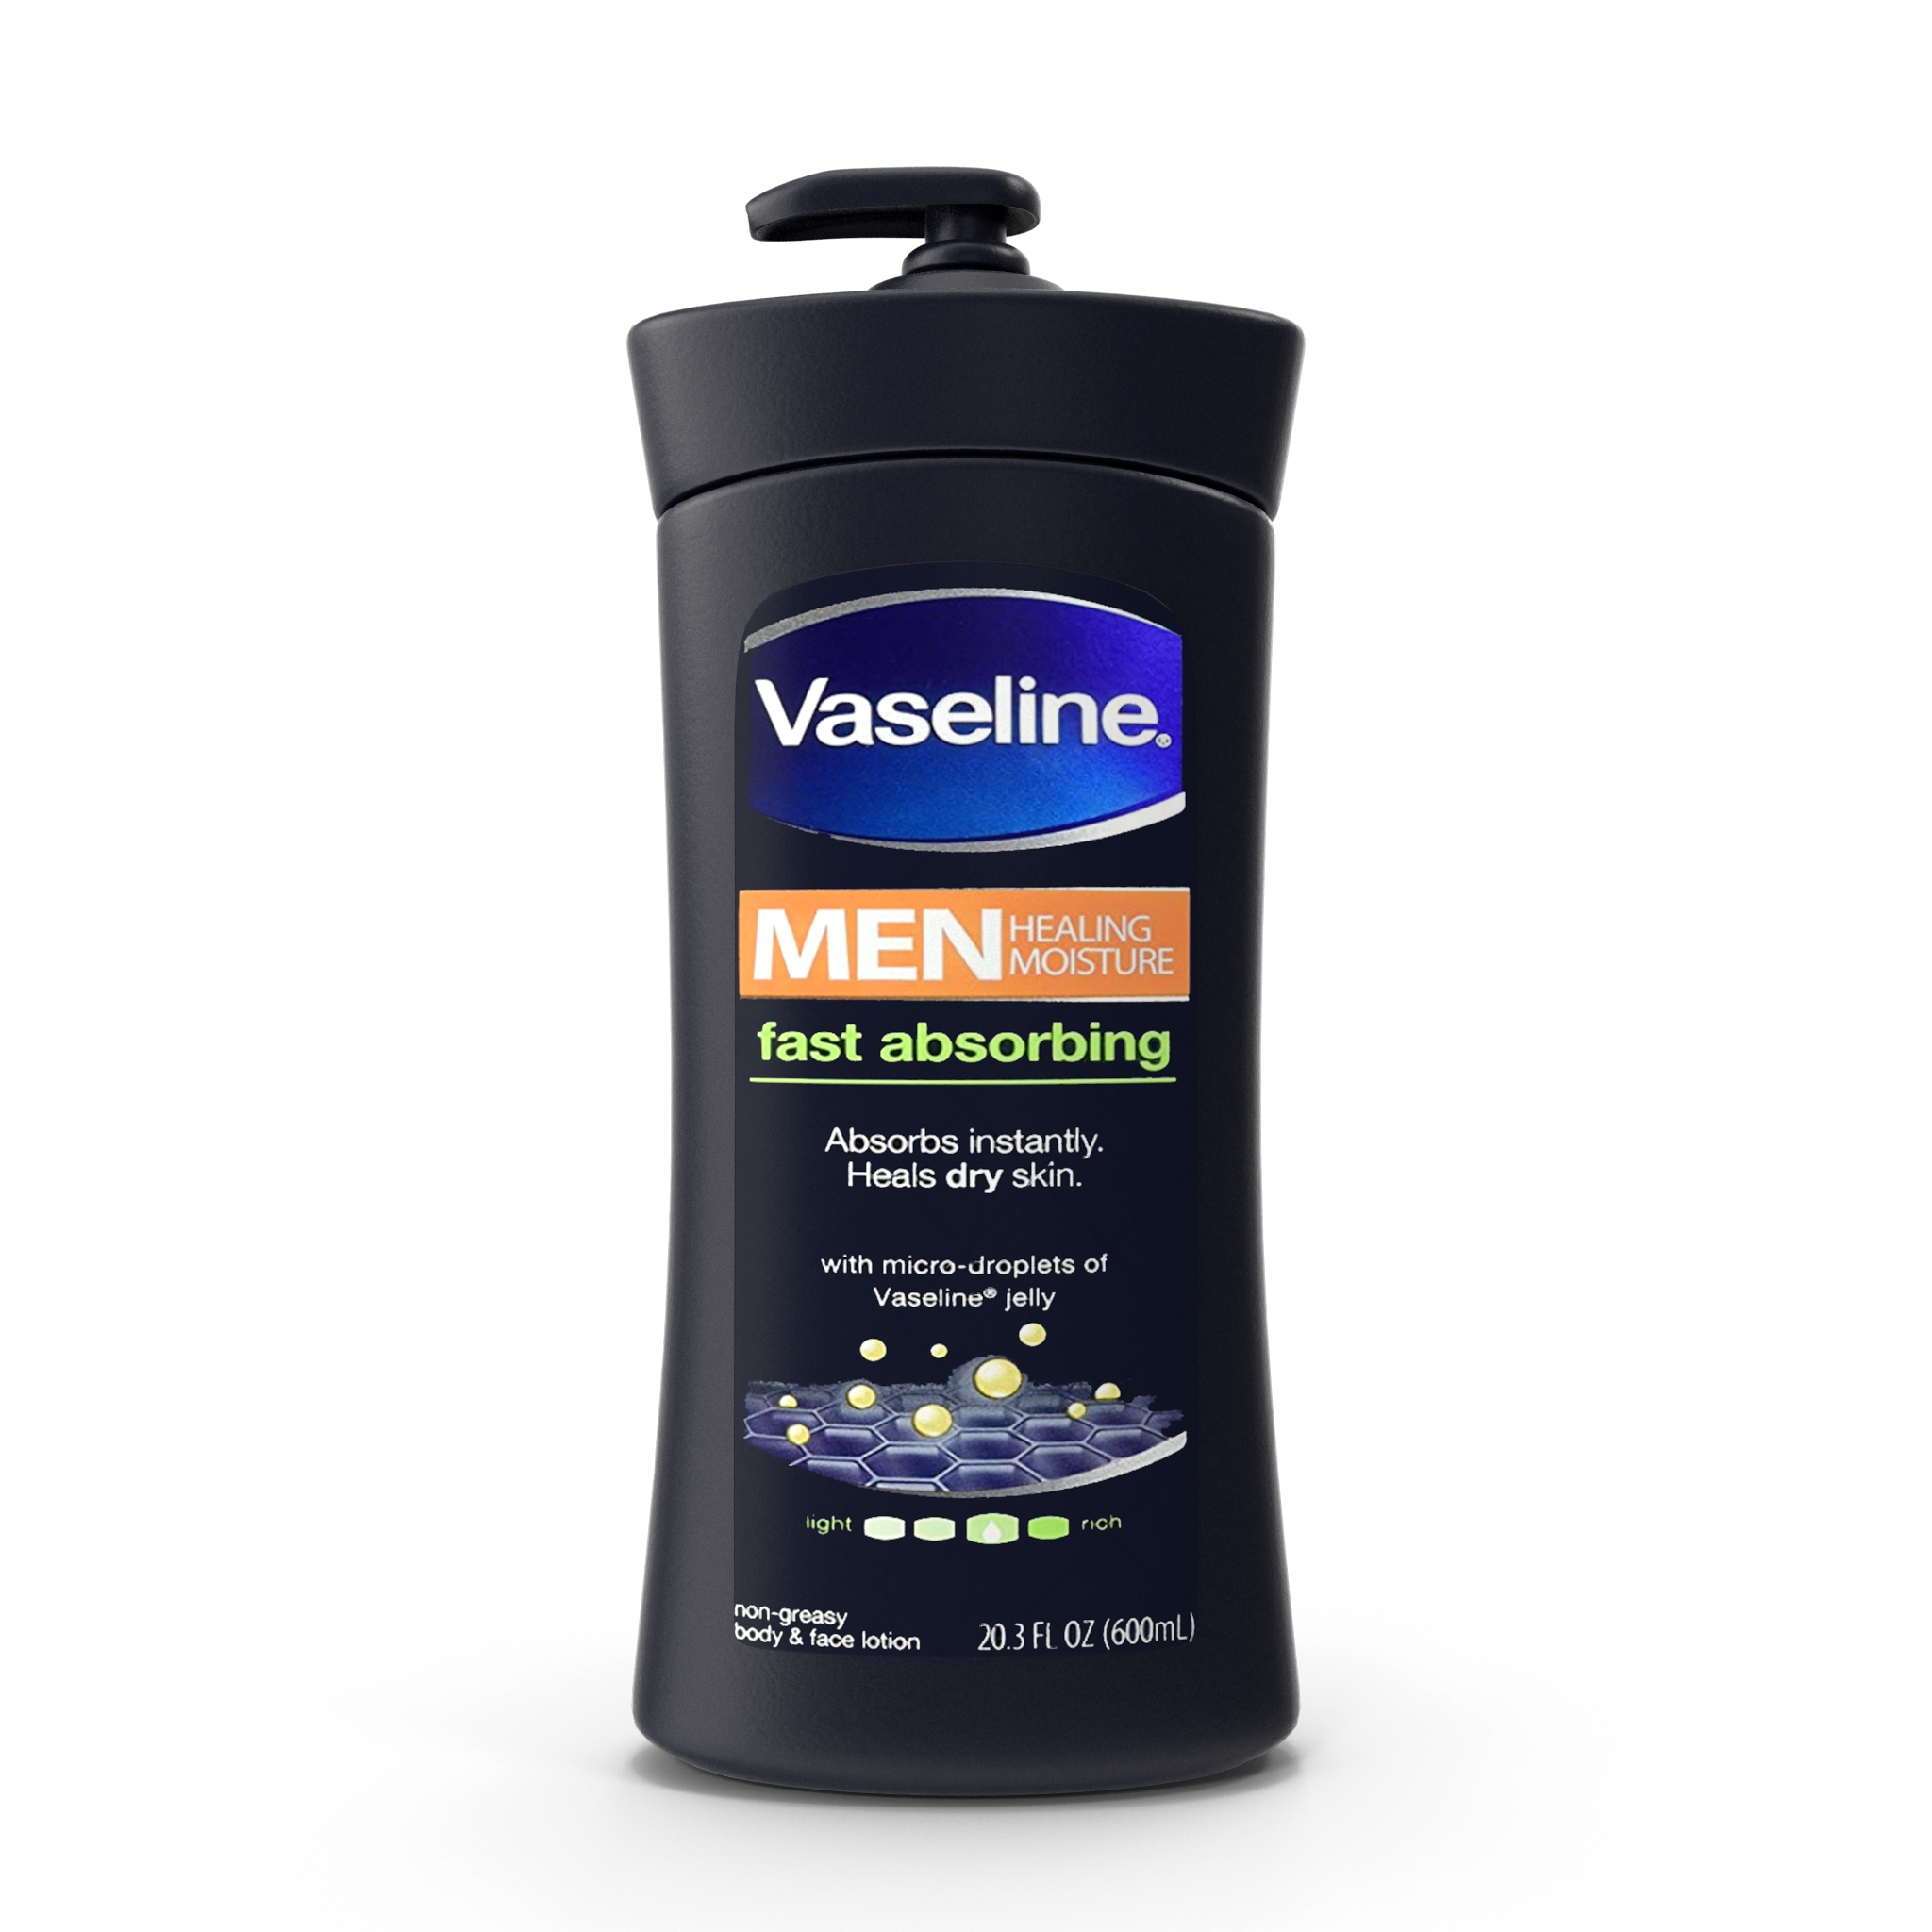 Vaseline®
MEN HEALING
MOISTURE
fast absorbing
Absorbs instantly.
Heals dry skin.
with micro-droplets of
Vaseline® jelly
light rich
non-greasy
body & face lotion
20.3 FL OZ (600mL)